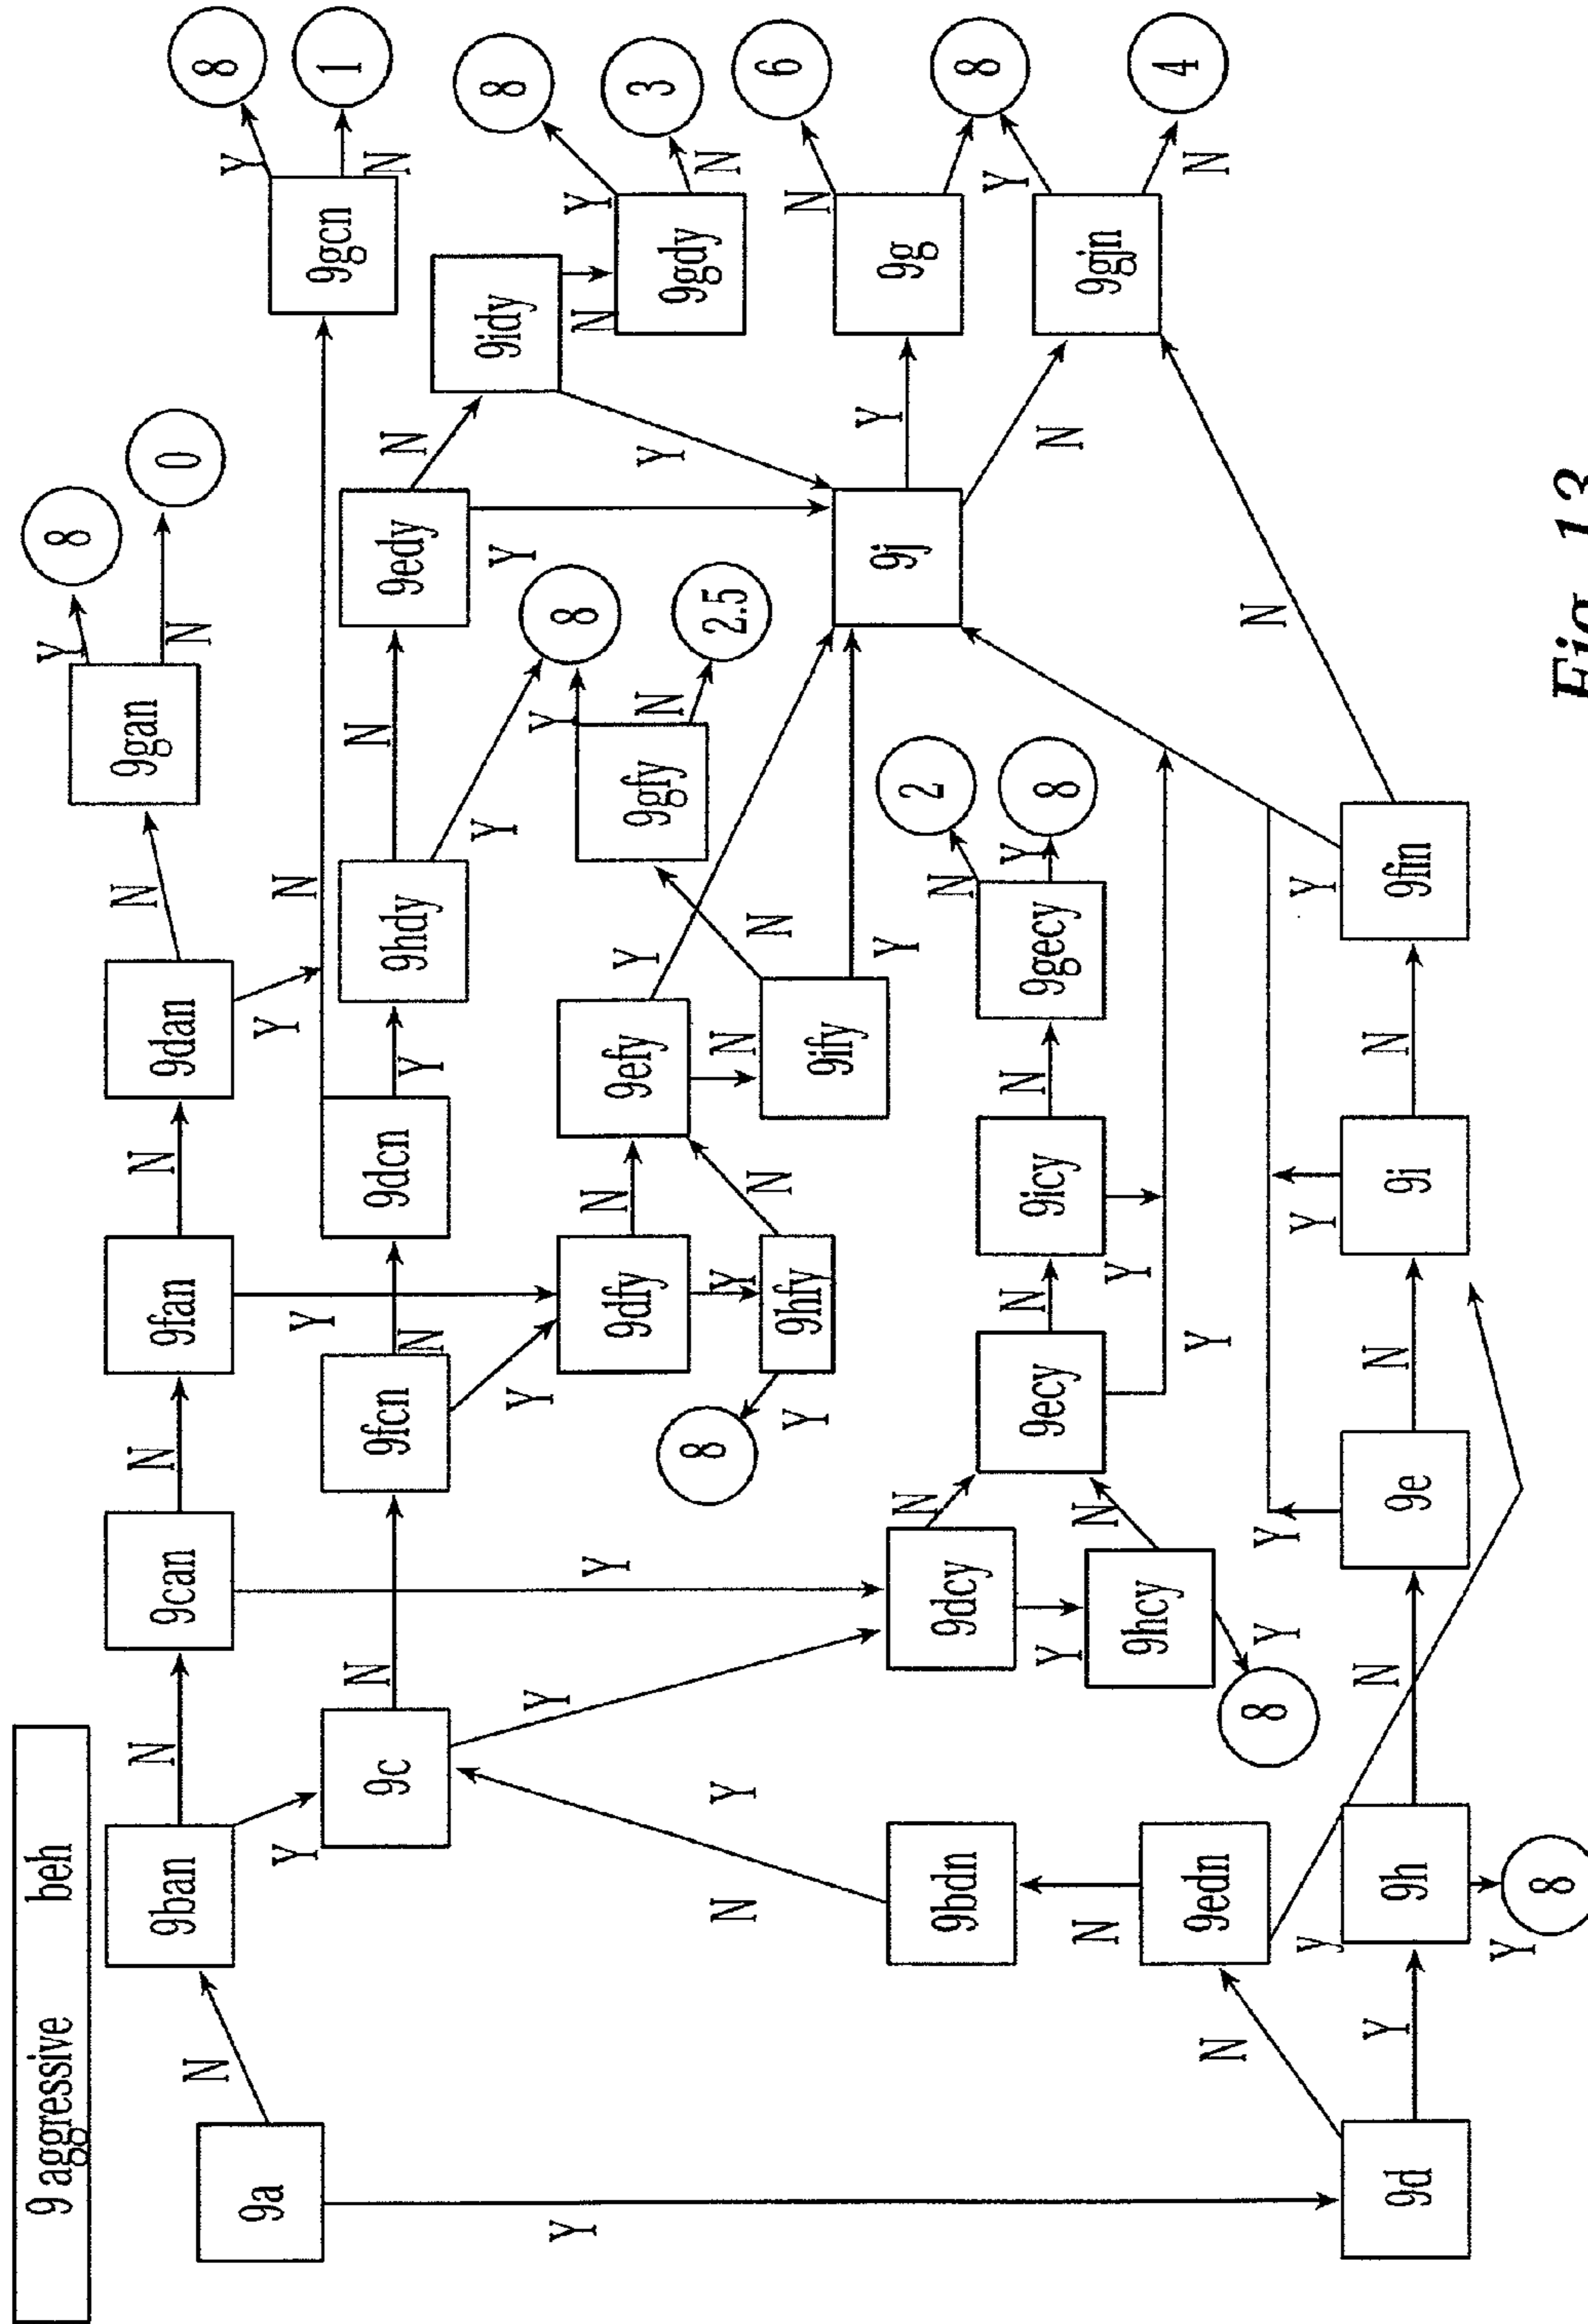 9 aggressive beh
8
Y
9ban
N
9can
N
9fan
N
9dan
N
9gan
N
0
8
N
9a
Y
Y
Y
N
9gcn
Y
N
1
9c
N
9fcn
N
9dcn
Y
9hdy
N
9edy
N
9idy
8
Y
Y
Y
Y
Y
8
N
Y
Y
9dfy
N
9efy
Y
9gfy
N
Y
9gdy
N
3
8
Y
9hfy
N
N
9ify
N
2.5
Y
6
Y
N
Y
Y
9j
Y
9g
N
9bdn
9dcy
N
2
8
N
Y
9hcy
N
9ecy
N
9icy
N
9gecy
N
Y
8
N
9gjn
Y
N
4
9edn
8
Y
Y
Y
N
N
Y
y
Y
Y
Y
9d
Y
9h
N
9e
N
9i
N
9fin
Y
8
Fig. 13